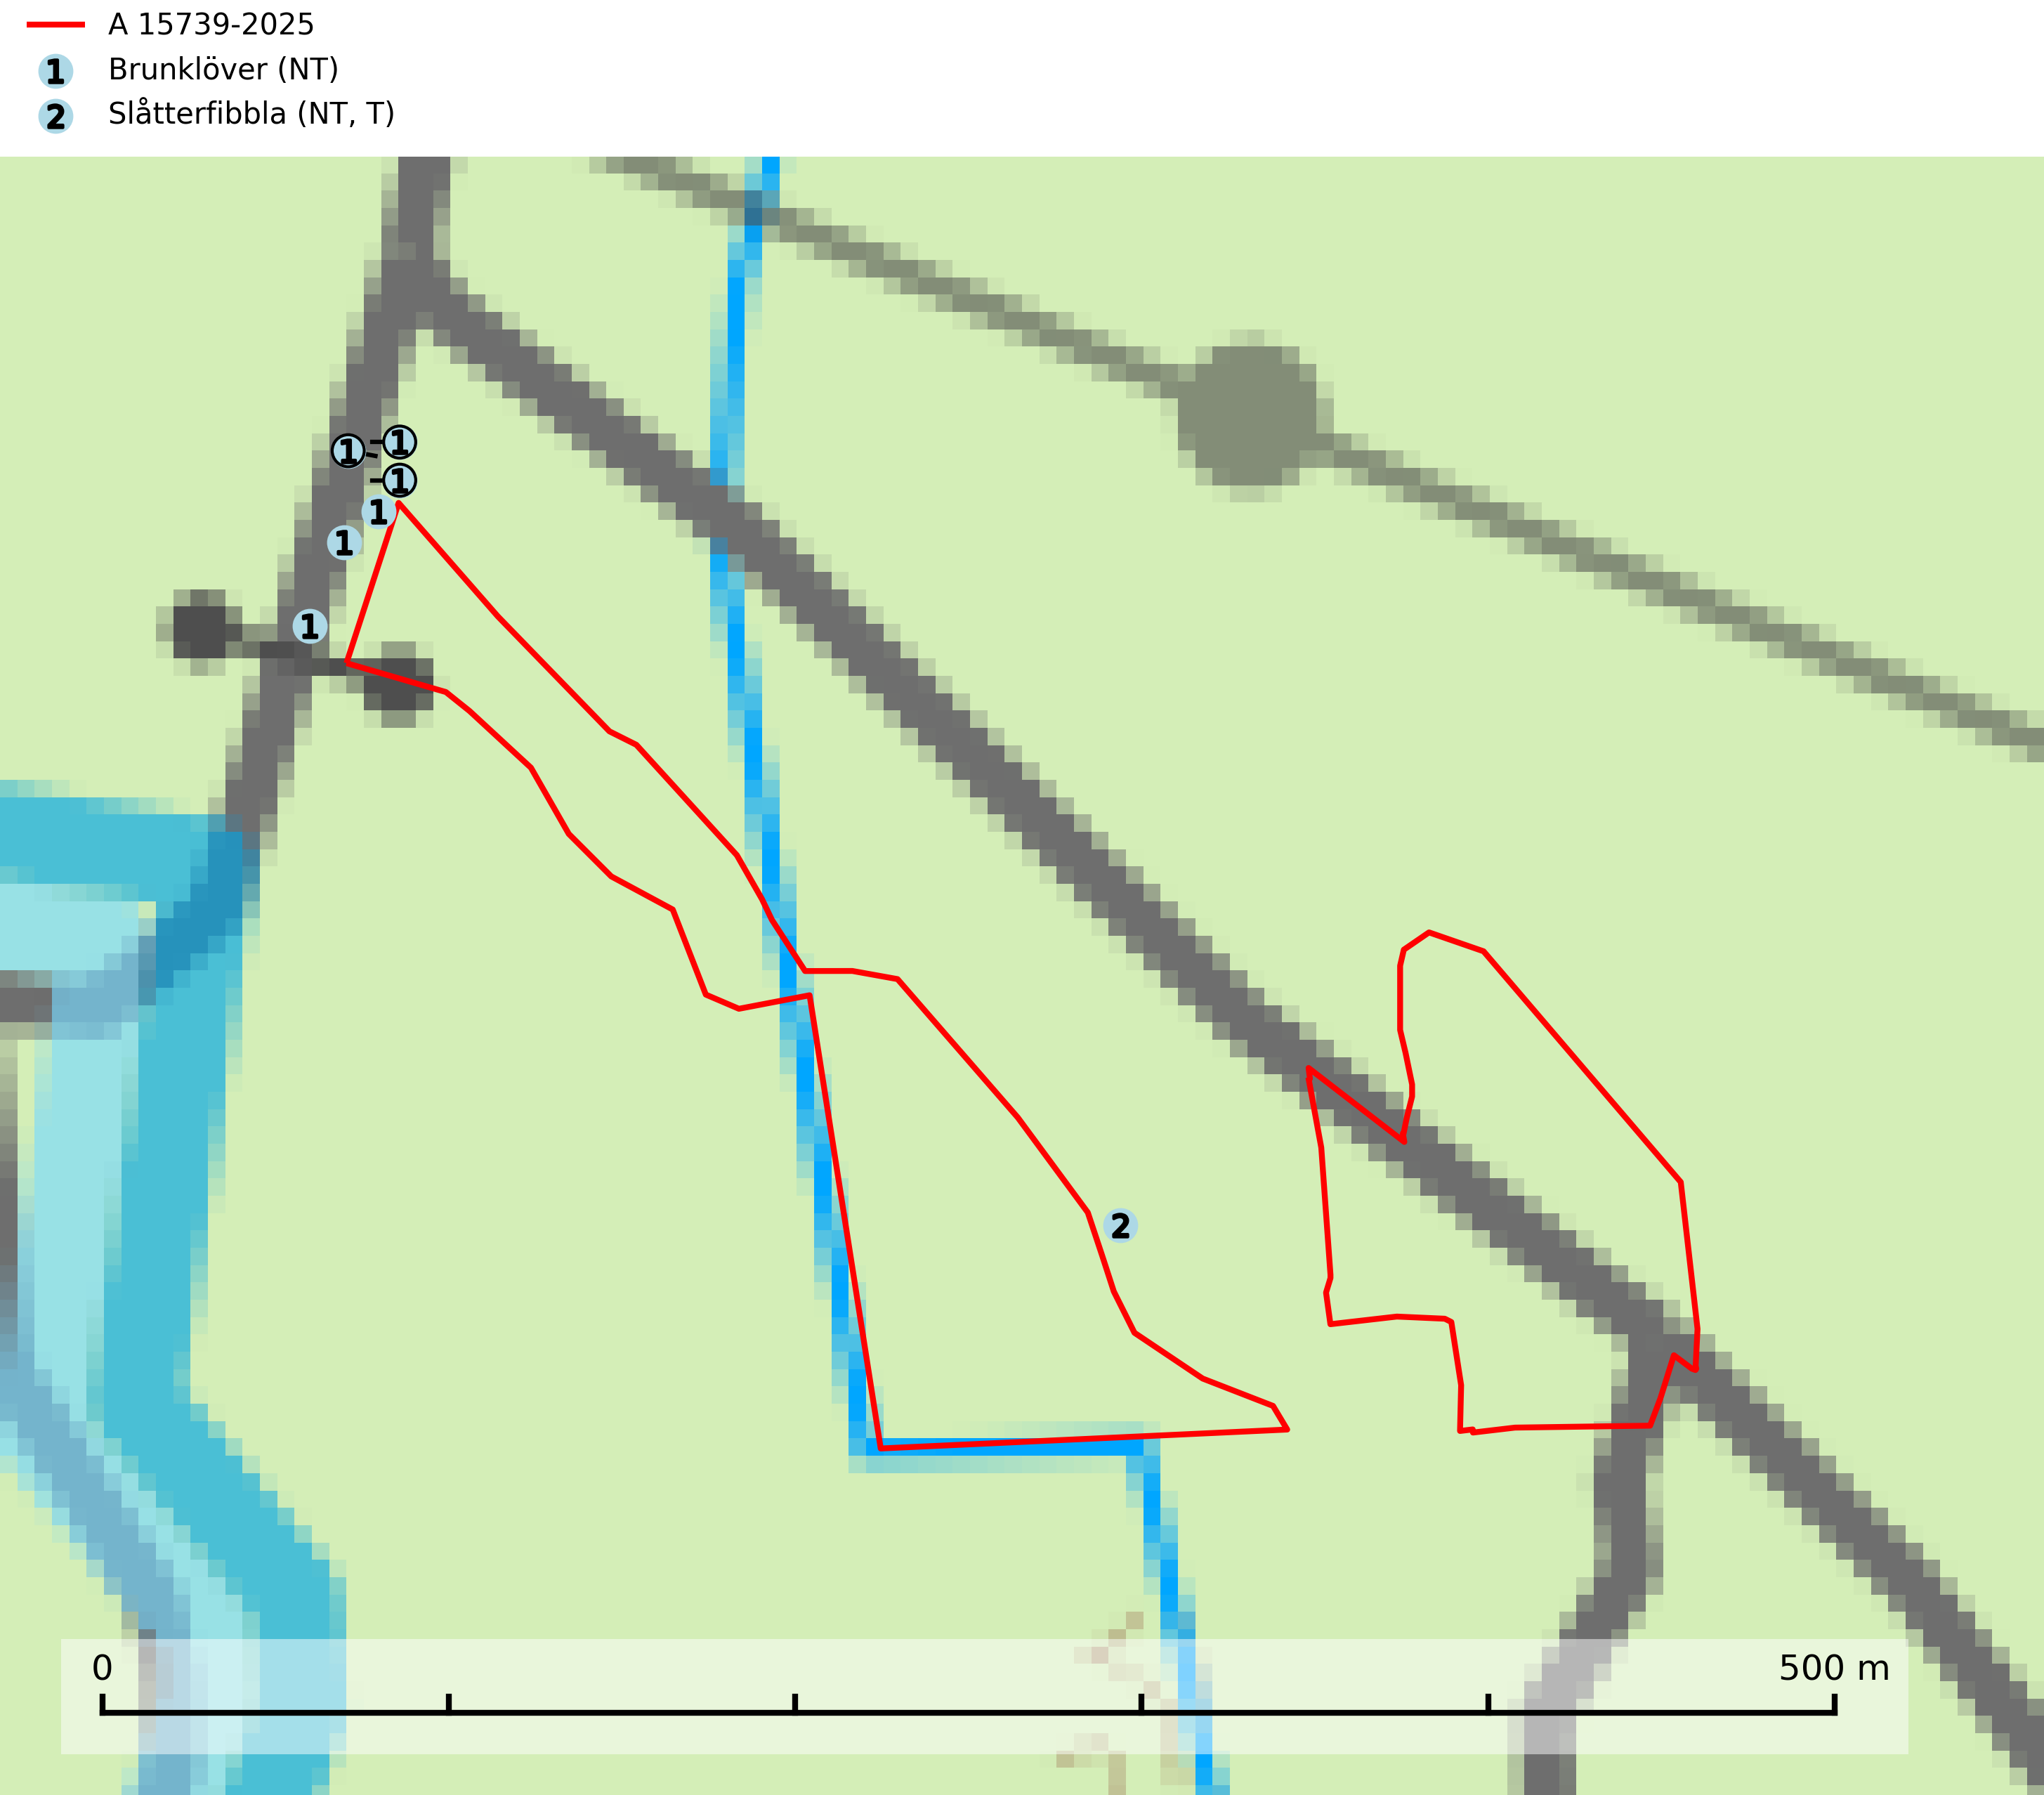 A 15739-2025
1 Brunklöver (NT)
2 Slåtterfibbla (NT, T)
1 1
1
1
1
1
2
0 500 m